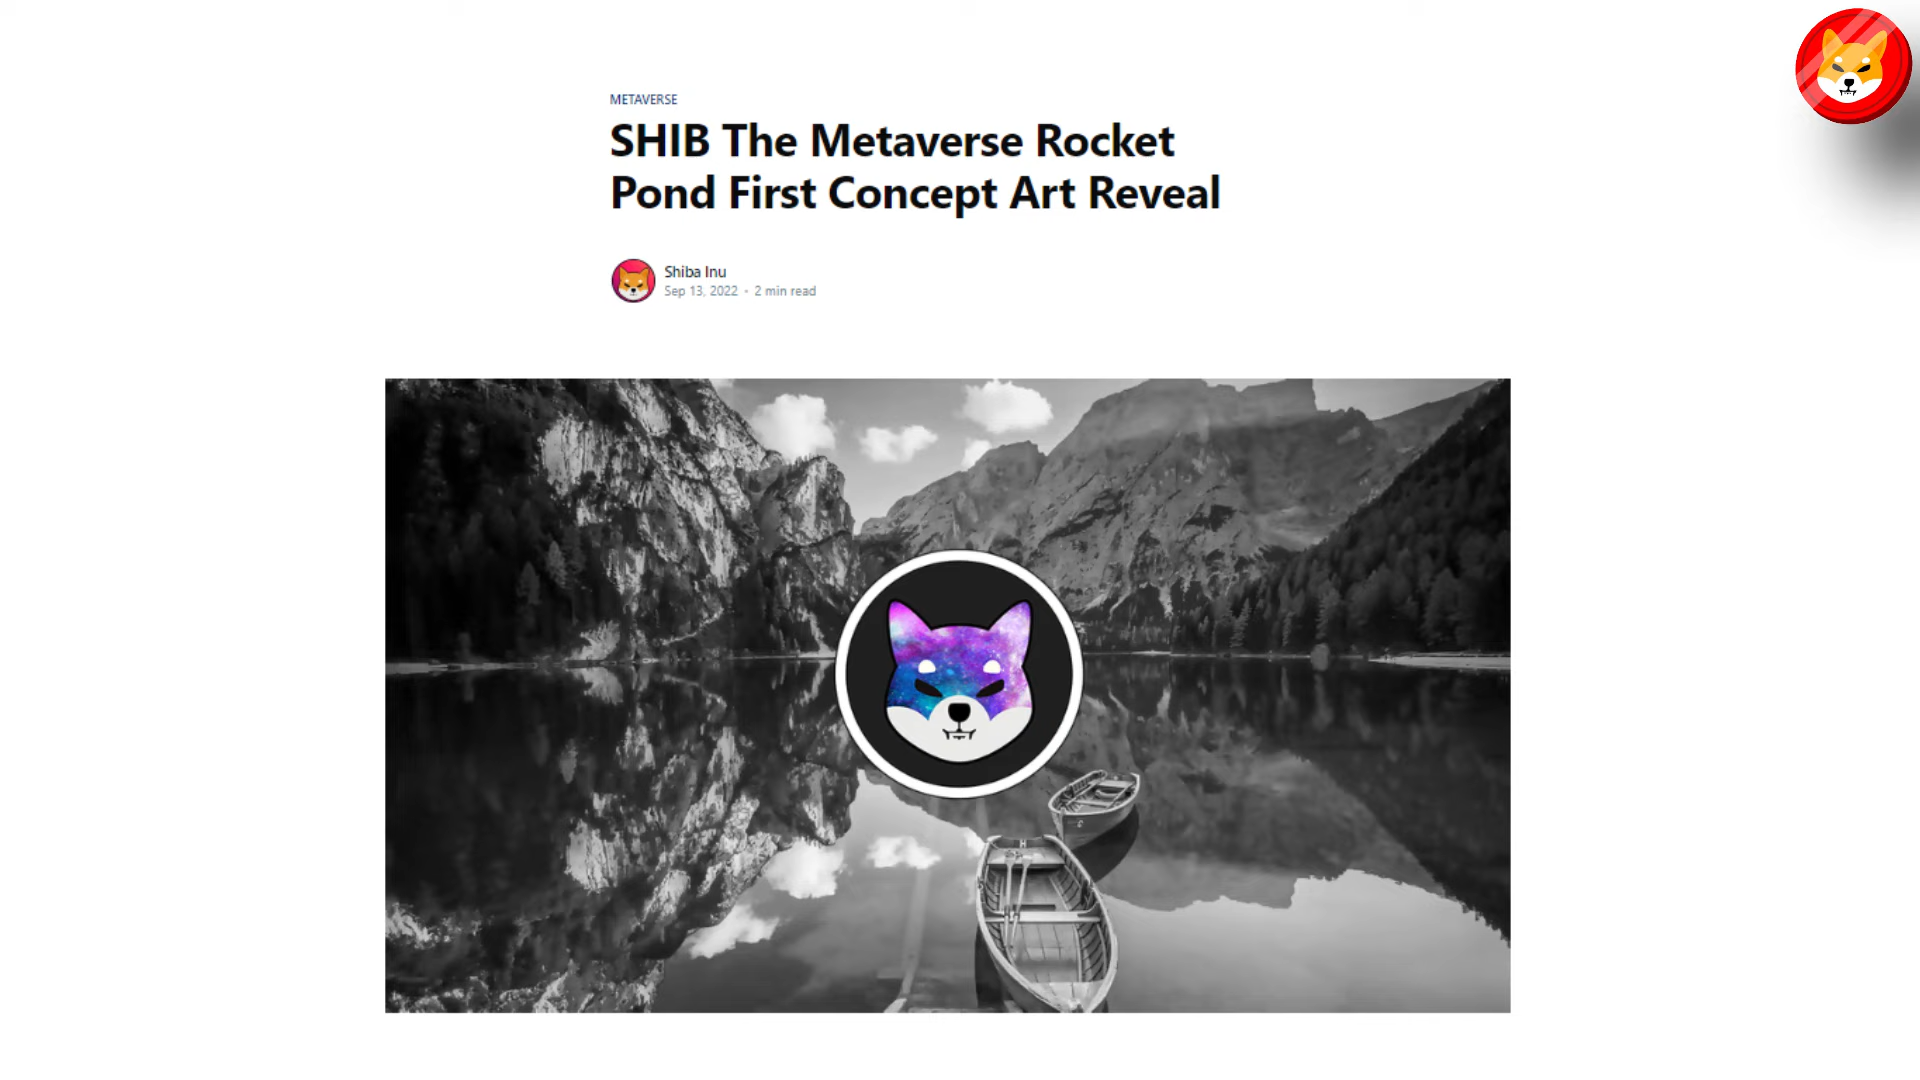 METAVERSE
SHIB The Metaverse Rocket
Pond First Concept Art Reveal
Shiba Inu
Sep 13, 2022 • 2 min read